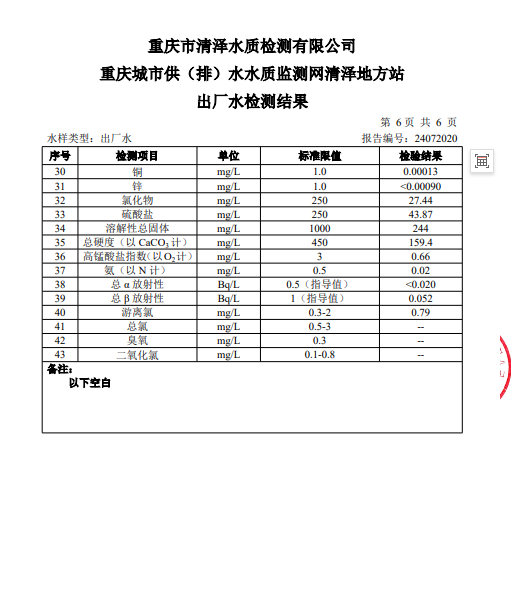 重庆市清泽水质检测有限公司
重庆城市供（排）水水质监测网清泽地方站
出厂水检测结果
第 6 页 共 6 页
水样类型：出厂水 报告编号：24072020
序号 检测项目 单位 标准限值 检验结果
30 铜 mg/L 1.0 0.00013
31 锌 mg/L 1.0 <0.00090
32 氯化物 mg/L 250 27.44
33 硫酸盐 mg/L 250 43.87
34 溶解性总固体 mg/L 1000 244
35 总硬度（以 CaCO₃ 计） mg/L 450 159.4
36 高锰酸盐指数（以 O₂ 计） mg/L 3 0.66
37 氨（以 N 计） mg/L 0.5 0.02
38 总 α 放射性 Bq/L 0.5（指导值） <0.020
39 总 β 放射性 Bq/L 1（指导值） 0.052
40 游离氯 mg/L 0.3-2 0.79
41 总氯 mg/L 0.5-3 --
42 臭氧 mg/L 0.3 --
43 二氧化氯 mg/L 0.1-0.8 --
备注：
以下空白